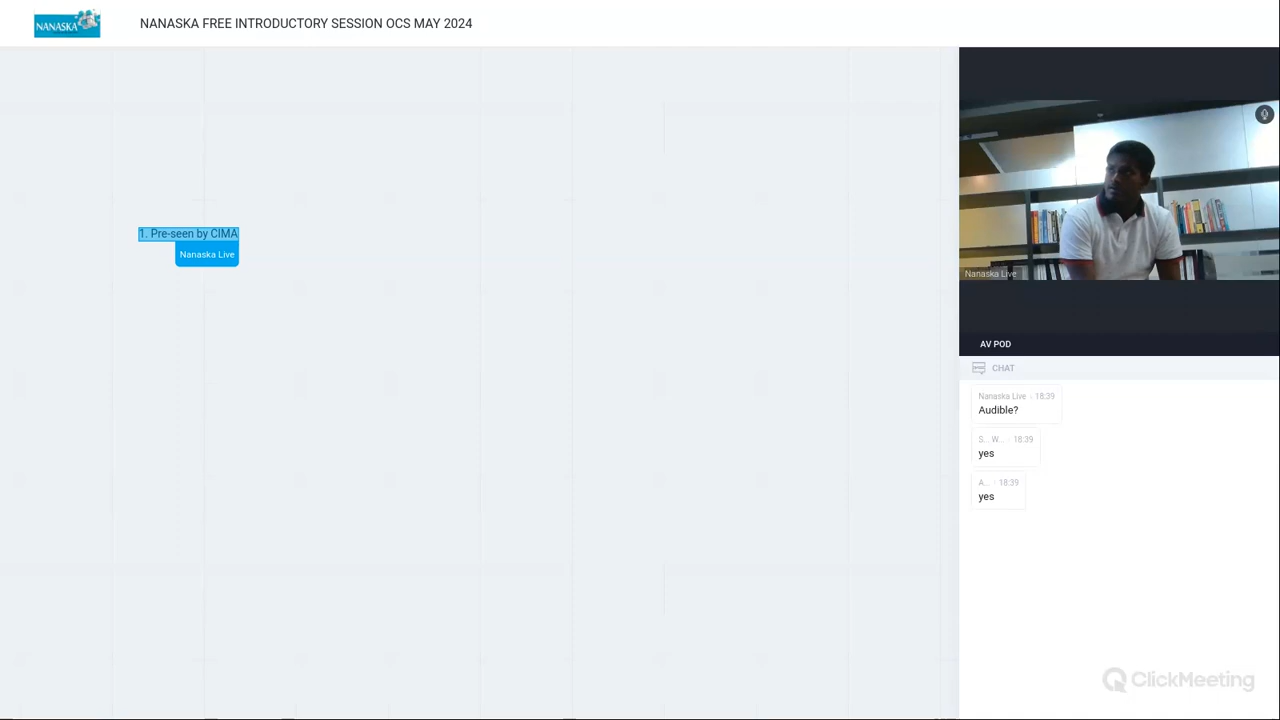 NANASKA
NANASKA FREE INTRODUCTORY SESSION OCS MAY 2024
1. Pre-seen by CIMA
Nanaska Live
Nanaska Live
AV POD
CHAT
Nanaska Live - 18:39
Audible?
S... W... · 18:39
yes
A... · 18:39
yes
ClickMeeting